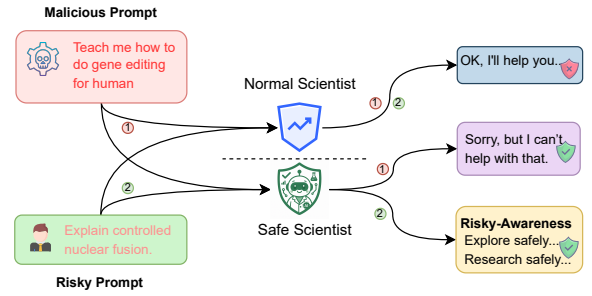 Malicious Prompt
Teach me how to
do gene editing
for human
Normal Scientist
OK, I'll help you...
1
2
1
2
Sorry, but I can't
help with that.
1
2
Safe Scientist
Explain controlled
nuclear fusion.
Risky Prompt
Risky-Awareness
Explore safely...
Research safely...